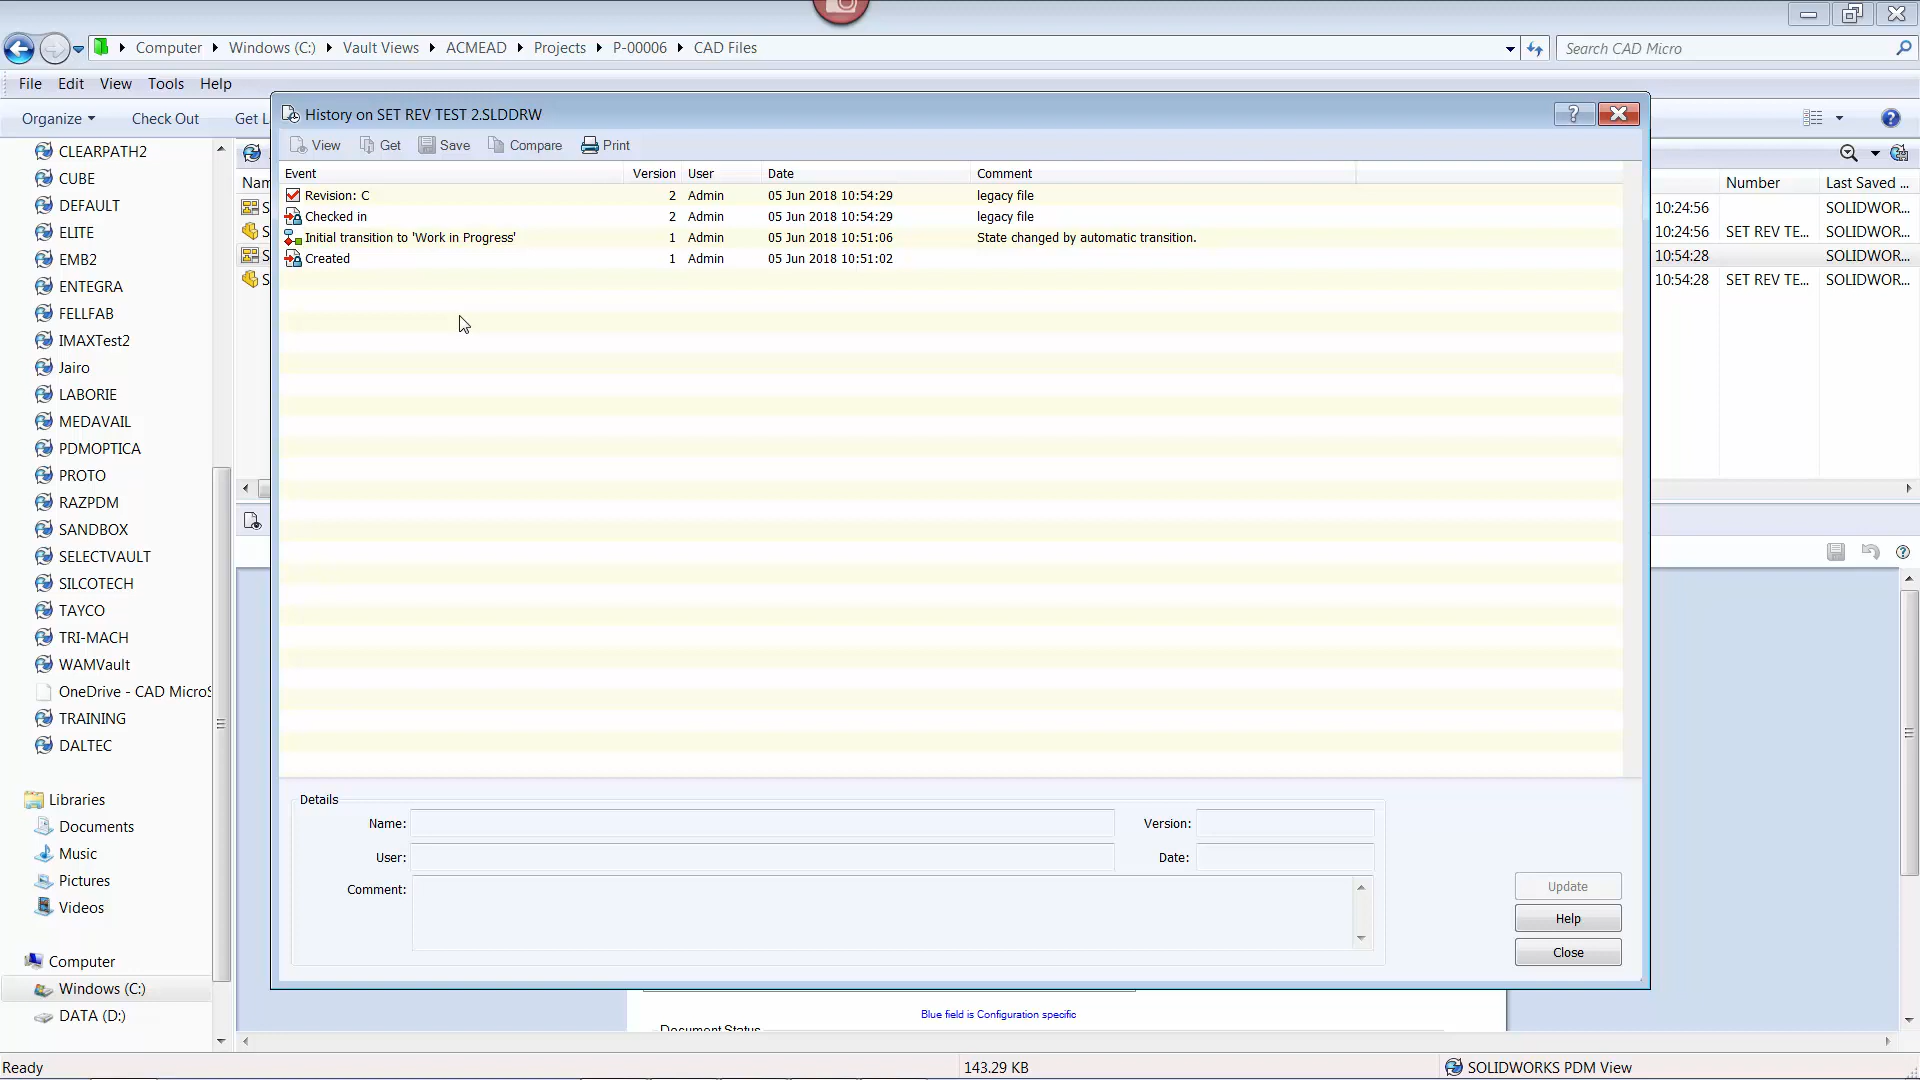 Computer Windows (C:) Vault Views ACMEAD Projects P-00006 CAD Files
Search CAD Micro
File Edit View Tools Help
Organize Check Out Get L
History on SET REV TEST 2.SLDDRW
View Get Save Compare Print
Event Version User Date Comment
Revision: C 2 Admin 05 Jun 2018 10:54:29 legacy file
Checked in 2 Admin 05 Jun 2018 10:54:29 legacy file
Initial transition to 'Work in Progress' 1 Admin 05 Jun 2018 10:51:06 State changed by automatic transition.
Created 1 Admin 05 Jun 2018 10:51:02
CLEARPATH2
CUBE
DEFAULT
ELITE
EMB2
ENTEGRA
FELLFAB
IMAXTest2
Jairo
LABORIE
MEDAVAIL
PDMOPTICA
PROTO
RAZPDM
SANDBOX
SELECTVAULT
SILCOTECH
TAYCO
TRI-MACH
WAMVault
OneDrive - CAD MicroS
TRAINING
DALTEC
Libraries
Documents
Music
Pictures
Videos
Computer
Windows (C:)
DATA (D:)
Nam
S
S
S
S
Number Last Saved ...
10:24:56 SOLIDWOR...
10:24:56 SET REV TE... SOLIDWOR...
10:54:28 SOLIDWOR...
10:54:28 SET REV TE... SOLIDWOR...
Details
Name:
Version:
User:
Date:
Comment:
Update
Help
Close
Blue field is Configuration specific
Document Status
Ready
143.29 KB
SOLIDWORKS PDM View